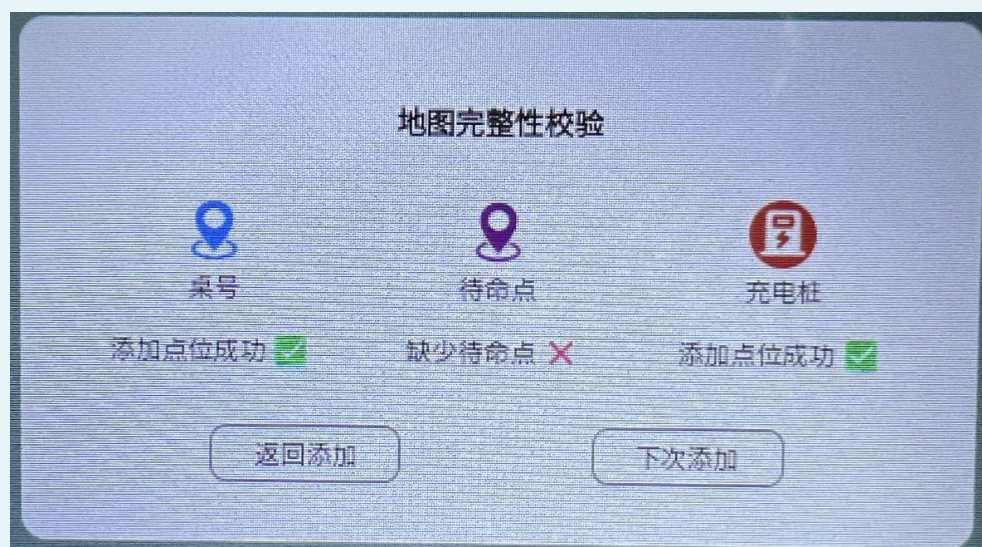 地图完整性校验
桌号
待命点
充电桩
添加点位成功
缺少待命点
添加点位成功
返回添加
下次添加